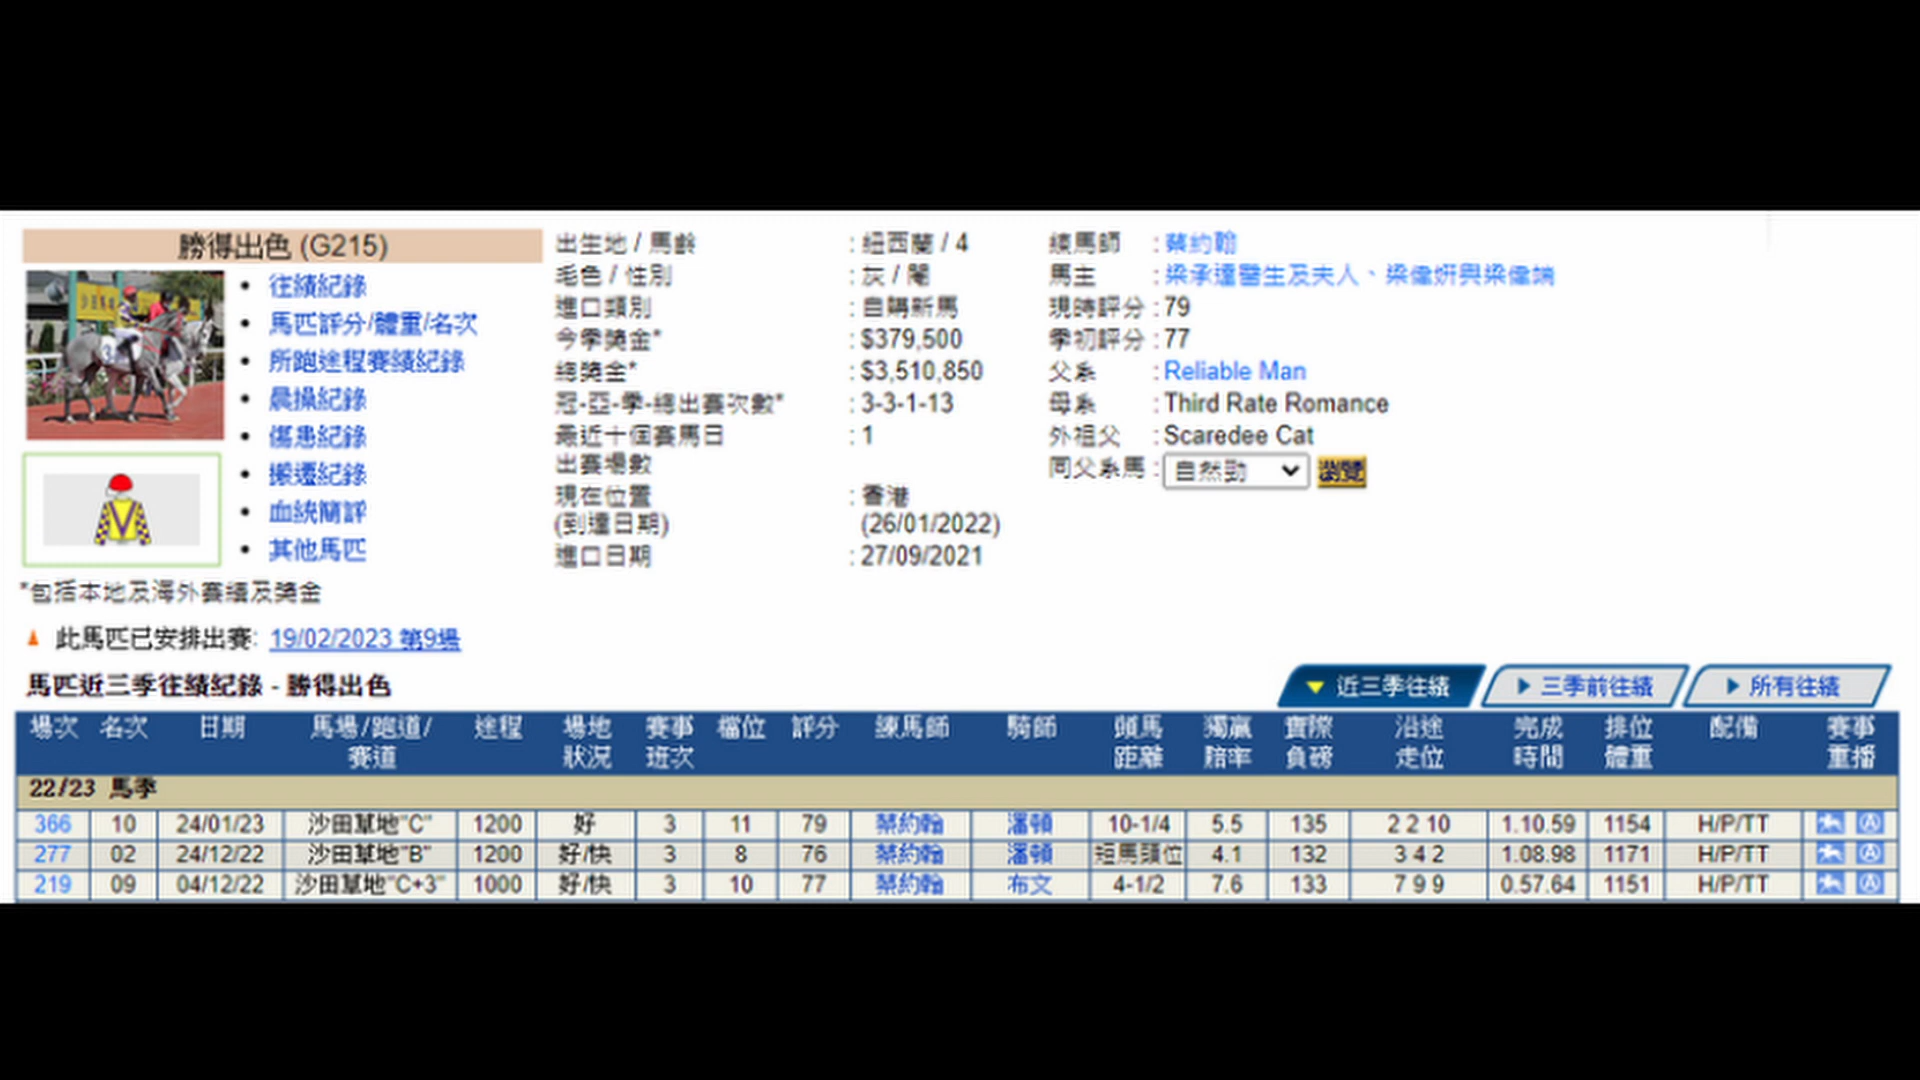 勝得出色 (G215)
往績紀錄
馬匹評分/體重/名次
所跑途程賽績紀錄
晨操紀錄
傷患紀錄
搬遷紀錄
血統簡評
其他馬匹
*包括本地及海外賽績及獎金
出生地 / 馬齡 : 紐西蘭 / 4
毛色 / 性別 : 灰 / 閹
進口類別 : 自購新馬
今季獎金* : $379,500
總獎金* : $3,510,850
冠-亞-季-總出賽次數* : 3-3-1-13
最近十個賽馬日 : 1
出賽場數
現在位置 : 香港
(到達日期) (26/01/2022)
進口日期 : 27/09/2021
練馬師 : 蔡約翰
馬主 : 梁承達醫生及夫人、梁偉妍與梁偉
現時評分 : 79
季初評分 : 77
父系 : Reliable Man
母系 : Third Rate Romance
外祖父 : Scaredee Cat
同父系馬 : 自然勁 瀏覽
此馬匹已安排出賽: 19/02/2023 第9場
馬匹近三季往績紀錄 - 勝得出色
近三季往績 三季前往績 所有往績
場次 名次 日期 馬場/跑道/賽道 途程 場地狀況 賽事班次 檔位 評分 練馬師 騎師 頭馬距離 獨贏賠率 實際負磅 沿途走位 完成時間 排位體重 配備 賽事重播
22/23 馬季
366 10 24/01/23 沙田草地"C" 1200 好 3 11 79 蔡約翰 潘頓 10-1/4 5.5 135 2 2 10 1.10.59 1154 H/P/TT
277 02 24/12/22 沙田草地"B" 1200 好/快 3 8 76 蔡約翰 潘頓 短馬頭位 4.1 132 3 4 2 1.08.98 1171 H/P/TT
219 09 04/12/22 沙田草地"C+3" 1000 好/快 3 10 77 蔡約翰 布文 4-1/2 7.6 133 7 9 9 0.57.64 1151 H/P/TT